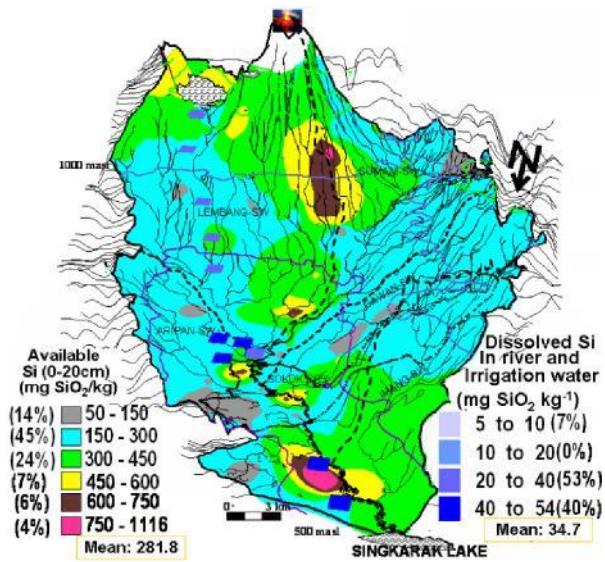 N
1000 masl
SUMANI-SW
LEMBANG-SW
GAWAN-SW
ARIPAN-SW
Available
Si (0-20cm)
(mg SiO₂/kg)
(14%) 50 - 150
(45%) 150 - 300
(24%) 300 - 450
(7%) 450 - 600
(6%) 600 - 750
(4%) 750 - 1116
Mean: 281.8
Dissolved Si
In river and
Irrigation water
(mg SiO₂ kg⁻¹)
5 to 10 (7%)
10 to 20 (0%)
20 to 40 (53%)
40 to 54 (40%)
Mean: 34.7
0 3 km
500 masl
SINGKARAK LAKE